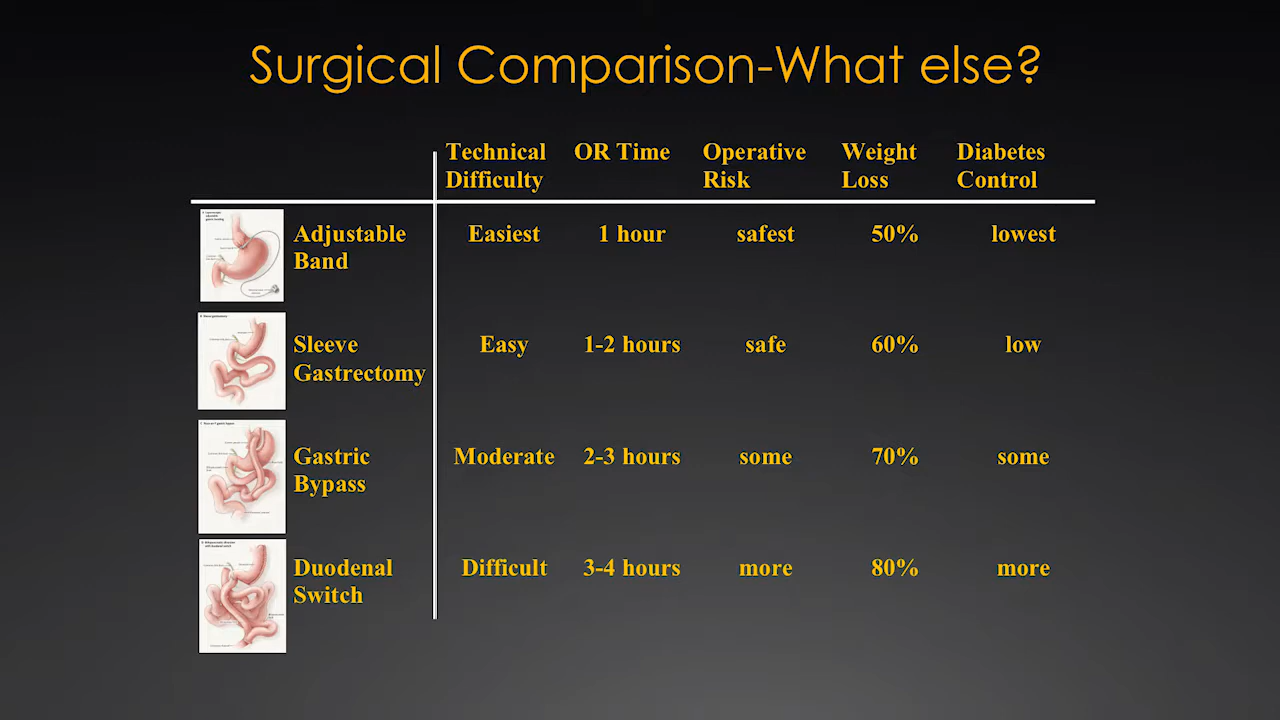 Surgical Comparison-What else?
Technical Difficulty OR Time Operative Risk Weight Loss Diabetes Control
Adjustable Band Easiest 1 hour safest 50% lowest
Sleeve Gastrectomy Easy 1-2 hours safe 60% low
Gastric Bypass Moderate 2-3 hours some 70% some
Duodenal Switch Difficult 3-4 hours more 80% more